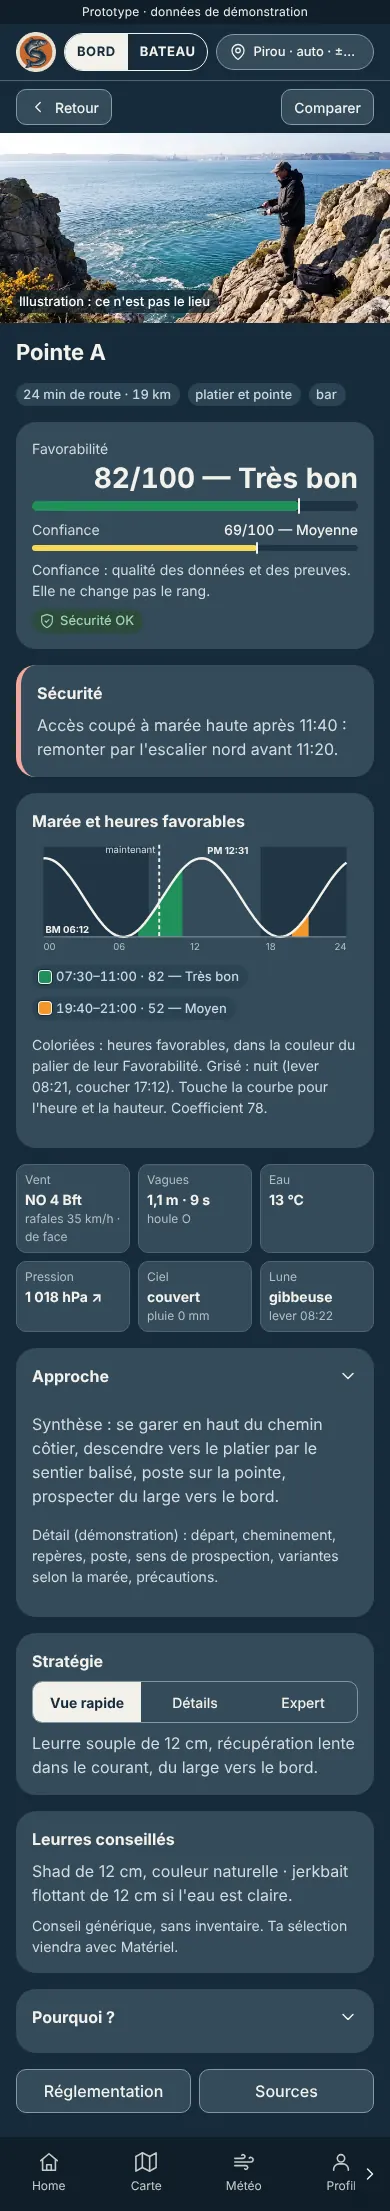 Prototype · données de démonstration
BORD
BATEAU
Pirou · auto · ±...
Retour
Comparer
Illustration : ce n'est pas le lieu
Pointe A
24 min de route · 19 km
platier et pointe
bar
Favorabilité
82/100 — Très bon
Confiance
69/100 — Moyenne
Confiance : qualité des données et des preuves.
Elle ne change pas le rang.
Sécurité OK
Sécurité
Accès coupé à marée haute après 11:40 :
remonter par l'escalier nord avant 11:20.
Marée et heures favorables
maintenant
PM 12:31
BM 06:12
00
06
12
18
24
07:30–11:00 · 82 — Très bon
19:40–21:00 · 52 — Moyen
Coloriées : heures favorables, dans la couleur du
palier de leur Favorabilité. Grisé : nuit (lever
08:21, coucher 17:12). Touche la courbe pour
l'heure et la hauteur. Coefficient 78.
Vent
NO 4 Bft
rafales 35 km/h ·
de face
Vagues
1,1 m · 9 s
houle O
Eau
13 °C
Pression
1 018 hPa ↗
Ciel
couvert
pluie 0 mm
Lune
gibbeuse
lever 08:22
Approche
Synthèse : se garer en haut du chemin
côtier, descendre vers le platier par le
sentier balisé, poste sur la pointe,
prospecter du large vers le bord.
Détail (démonstration) : départ, cheminement,
repères, poste, sens de prospection, variantes
selon la marée, précautions.
Stratégie
Vue rapide
Détails
Expert
Leurre souple de 12 cm, récupération lente
dans le courant, du large vers le bord.
Leurres conseillés
Shad de 12 cm, couleur naturelle · jerkbait
flottant de 12 cm si l'eau est claire.
Conseil générique, sans inventaire. Ta sélection
viendra avec Matériel.
Pourquoi ?
Réglementation
Sources
Home
Carte
Météo
Profil